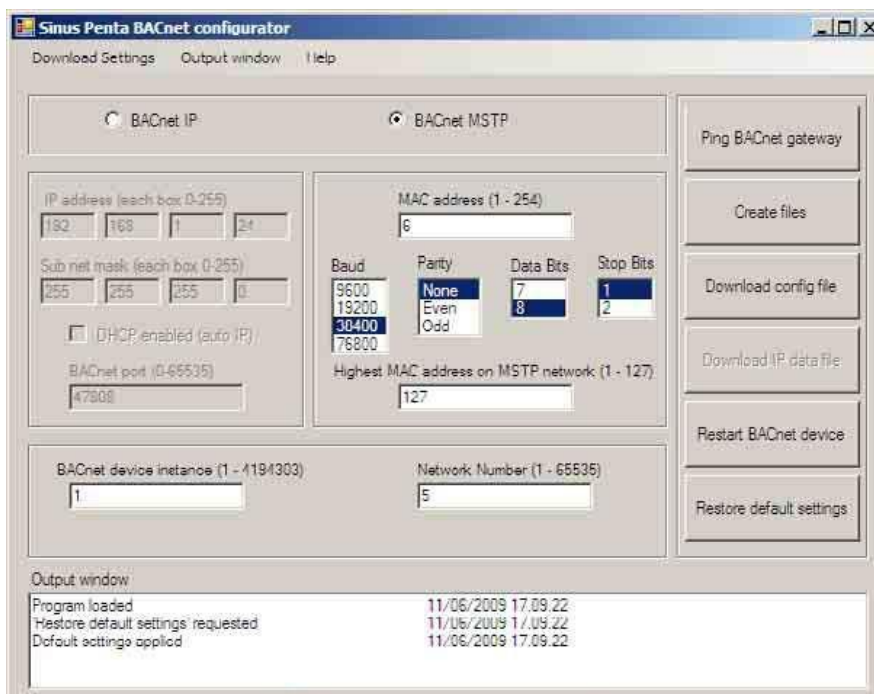 Sinus Penta BACnet configurator
Download Settings Output window Help
BACnet IP BACnet MSTP
IP address (each box 0-255)
192 168 1 24
Sub net mask (each box 0-255)
255 255 255 0
DHCP enabled (auto IP)
BACnet port (0-65535)
47808
MAC address (1 - 254)
6
Baud Parity Data Bits Stop Bits
9600 None 7 1
19200 Even 8 2
38400 Odd
76800
Highest MAC address on MSTP network (1 - 127)
127
BACnet device instance (1 - 4194303) Network Number (1 - 65535)
1 5
Ping BACnet gateway
Create files
Download config file
Download IP data file
Restart BACnet device
Restore default settings
Output window
Program loaded 11/06/2009 17.09.22
'Restore default settings' requested 11/06/2009 17.09.22
Default settings applied 11/06/2009 17.09.22